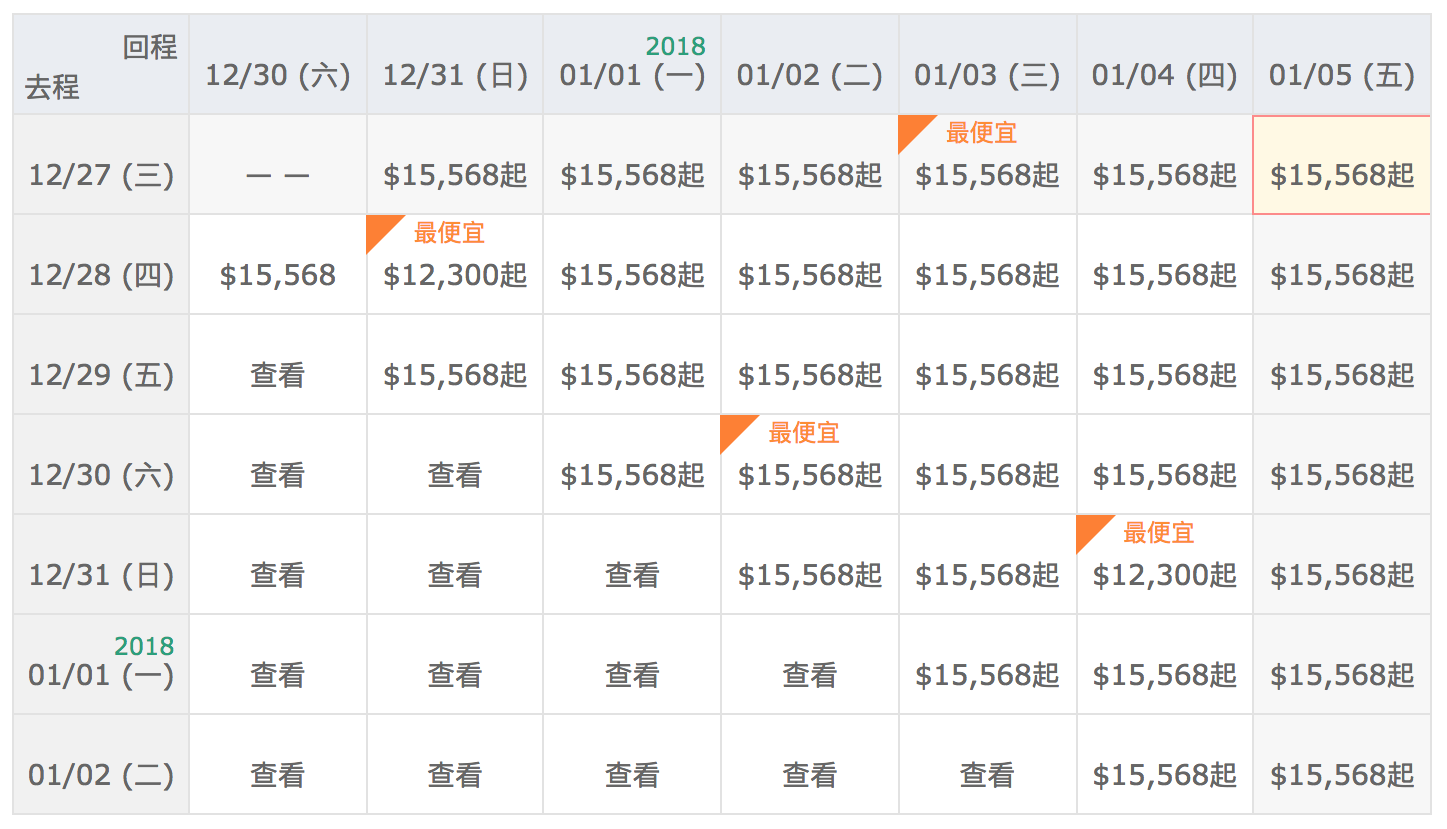 回程
去程
12/30 (六) 12/31 (日) 2018 01/01 (一) 01/02 (二) 01/03 (三) 01/04 (四) 01/05 (五)
最便宜
12/27 (三) — — $15,568起 $15,568起 $15,568起 $15,568起 $15,568起 $15,568起
最便宜
12/28 (四) $15,568 $12,300起 $15,568起 $15,568起 $15,568起 $15,568起 $15,568起
12/29 (五) 查看 $15,568起 $15,568起 $15,568起 $15,568起 $15,568起 $15,568起
最便宜
12/30 (六) 查看 查看 $15,568起 $15,568起 $15,568起 $15,568起 $15,568起
最便宜
12/31 (日) 查看 查看 查看 $15,568起 $15,568起 $12,300起 $15,568起
2018
01/01 (一) 查看 查看 查看 查看 $15,568起 $15,568起 $15,568起
01/02 (二) 查看 查看 查看 查看 查看 $15,568起 $15,568起